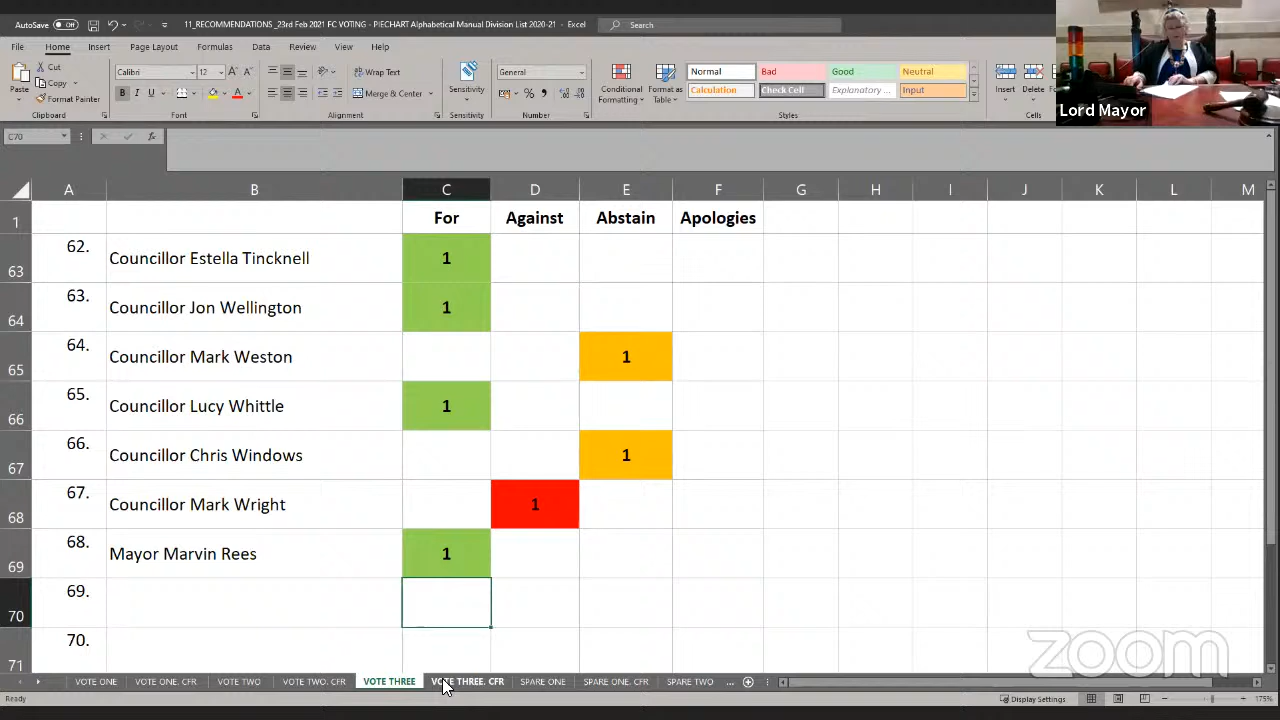 AutoSave Off 11_RECOMMENDATIONS_23rd Feb 2021 FC VOTING - PIECHART Alphabetical Manual Division List 2020-21 - Excel Search
File Home Insert Page Layout Formulas Data Review View Help
Paste Cut Copy Format Painter Clipboard
Calibri 12 B I U Font
Wrap Text Merge & Center Alignment
Sensitivity Sensitivity
General % Number
Conditional Formatting Format as Table
Normal Bad Good Neutral
Calculation Check Cell Explanatory ... Input
Styles
Insert Delete Cells
Lord Mayor
C70 fx
A B C D E F G H I J K L M
1 For Against Abstain Apologies
63 62. Councillor Estella Tincknell 1
64 63. Councillor Jon Wellington 1
65 64. Councillor Mark Weston 1
66 65. Councillor Lucy Whittle 1
67 66. Councillor Chris Windows 1
68 67. Councillor Mark Wright 1
69 68. Mayor Marvin Rees 1
70 69.
71 70.
zoom
VOTE ONE VOTE ONE. CFR VOTE TWO VOTE TWO. CFR VOTE THREE VOTE THREE. CFR SPARE ONE SPARE ONE. CFR SPARE TWO ...
Ready Display Settings 175%